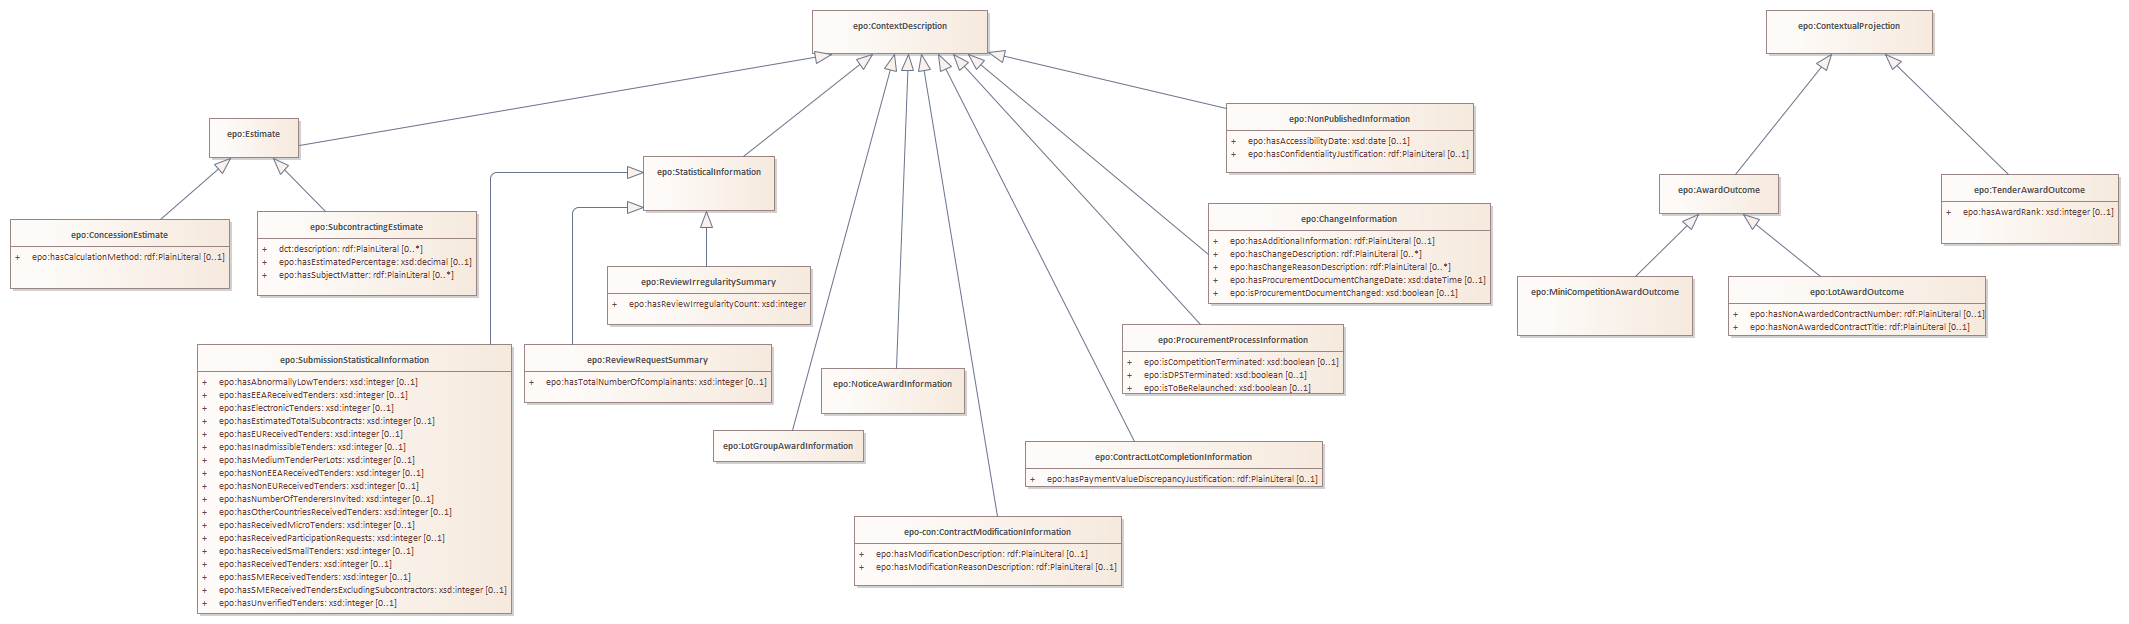 epo:ContextDescription
epo:ContextualProjection
epo:Estimate
epo:ConcessionEstimate
+ epo:hasCalculationMethod: rdf:PlainLiteral [0..1]
epo:SubcontractingEstimate
+ dct:description: rdf:PlainLiteral [0..*]
+ epo:hasEstimatedPercentage: xsd:decimal [0..1]
+ epo:hasSubjectMatter: rdf:PlainLiteral [0..*]
epo:StatisticalInformation
epo:ReviewIrregularitySummary
+ epo:hasReviewIrregularityCount: xsd:integer
epo:SubmissionStatisticalInformation
+ epo:hasAbnormallyLowTenders: xsd:integer [0..1]
+ epo:hasEEAReceivedTenders: xsd:integer [0..1]
+ epo:hasElectronicTenders: xsd:integer [0..1]
+ epo:hasEstimatedTotalSubcontracts: xsd:integer [0..1]
+ epo:hasEUReceivedTenders: xsd:integer [0..1]
+ epo:hasInadmissibleTenders: xsd:integer [0..1]
+ epo:hasMediumTenderPerLots: xsd:integer [0..1]
+ epo:hasNonEEAReceivedTenders: xsd:integer [0..1]
+ epo:hasNonEUReceivedTenders: xsd:integer [0..1]
+ epo:hasNumberOfTenderersInvited: xsd:integer [0..1]
+ epo:hasOtherCountriesReceivedTenders: xsd:integer [0..1]
+ epo:hasReceivedMicroTenders: xsd:integer [0..1]
+ epo:hasReceivedParticipationRequests: xsd:integer [0..1]
+ epo:hasReceivedSmallTenders: xsd:integer [0..1]
+ epo:hasReceivedTenders: xsd:integer [0..1]
+ epo:hasSMEReceivedTenders: xsd:integer [0..1]
+ epo:hasSMEReceivedTendersExcludingSubcontractors: xsd:integer [0..1]
+ epo:hasUnverifiedTenders: xsd:integer [0..1]
epo:ReviewRequestSummary
+ epo:hasTotalNumberOfComplainants: xsd:integer [0..1]
epo:LotGroupAwardInformation
epo:NoticeAwardInformation
epo-con:ContractModificationInformation
+ epo:hasModificationDescription: rdf:PlainLiteral [0..1]
+ epo:hasModificationReasonDescription: rdf:PlainLiteral [0..1]
epo:ContractLotCompletionInformation
+ epo:hasPaymentValueDiscrepancyJustification: rdf:PlainLiteral [0..1]
epo:ProcurementProcessInformation
+ epo:isCompetitionTerminated: xsd:boolean [0..1]
+ epo:isDPSTerminated: xsd:boolean [0..1]
+ epo:isToBeRelaunched: xsd:boolean [0..1]
epo:ChangeInformation
+ epo:hasAdditionalInformation: rdf:PlainLiteral [0..1]
+ epo:hasChangeDescription: rdf:PlainLiteral [0..*]
+ epo:hasChangeReasonDescription: rdf:PlainLiteral [0..*]
+ epo:hasProcurementDocumentChangeDate: xsd:dateTime [0..1]
+ epo:isProcurementDocumentChanged: xsd:boolean [0..1]
epo:NonPublishedInformation
+ epo:hasAccessibilityDate: xsd:date [0..1]
+ epo:hasConfidentialityJustification: rdf:PlainLiteral [0..1]
epo:AwardOutcome
epo:TenderAwardOutcome
+ epo:hasAwardRank: xsd:integer [0..1]
epo:MiniCompetitionAwardOutcome
epo:LotAwardOutcome
+ epo:hasNonAwardedContractNumber: rdf:PlainLiteral [0..1]
+ epo:hasNonAwardedContractTitle: rdf:PlainLiteral [0..1]